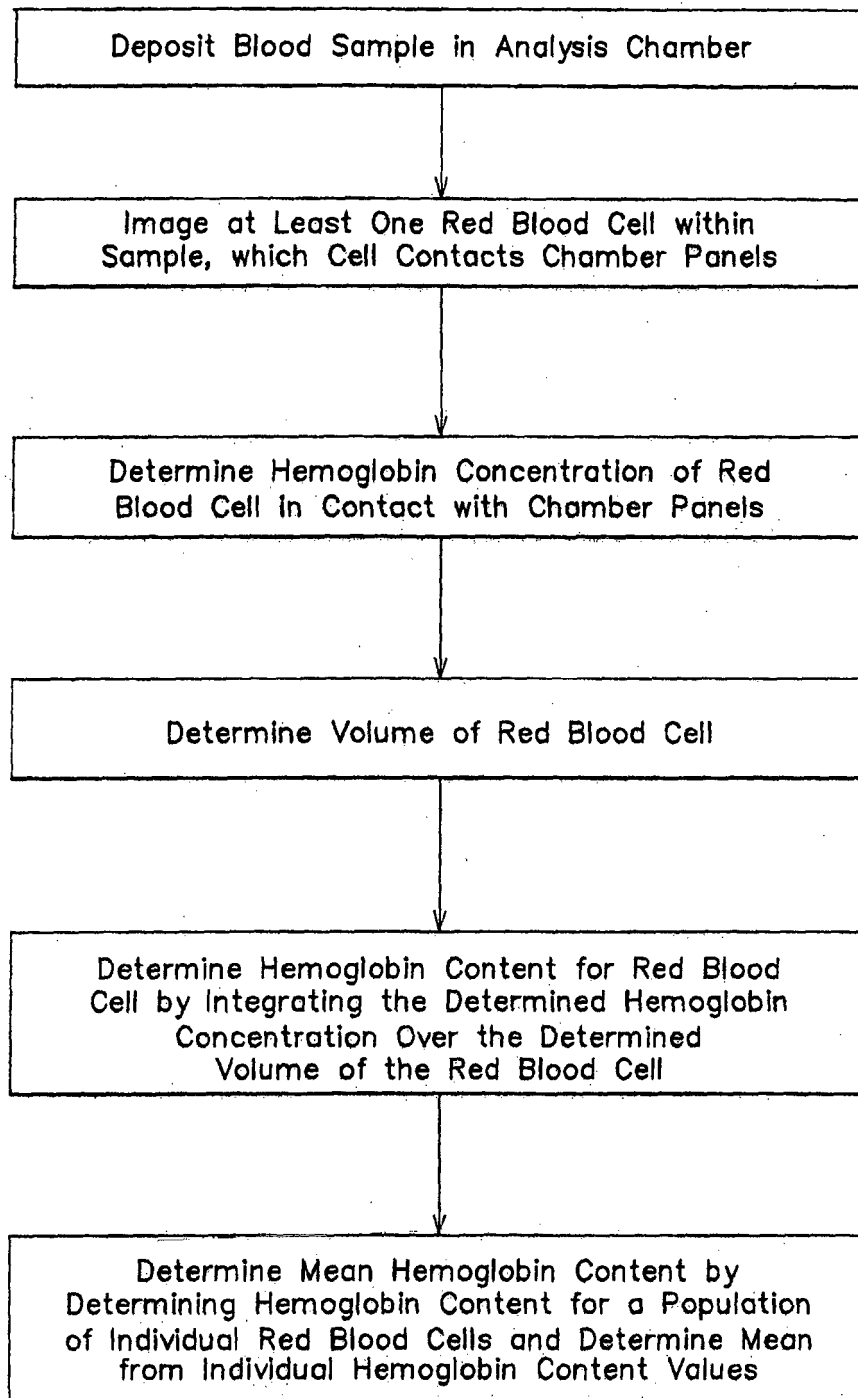 Deposit Blood Sample in Analysis Chamber
Image at Least One Red Blood Cell within
Sample, which Cell Contacts Chamber Panels
Determine Hemoglobin Concentration of Red
Blood Cell in Contact with Chamber Panels
Determine Volume of Red Blood Cell
Determine Hemoglobin Content for Red Blood
Cell by Integrating the Determined Hemoglobin
Concentration Over the Determined
Volume of the Red Blood Cell
Determine Mean Hemoglobin Content by
Determining Hemoglobin Content for a Population
of Individual Red Blood Cells and Determine Mean
from Individual Hemoglobin Content Values